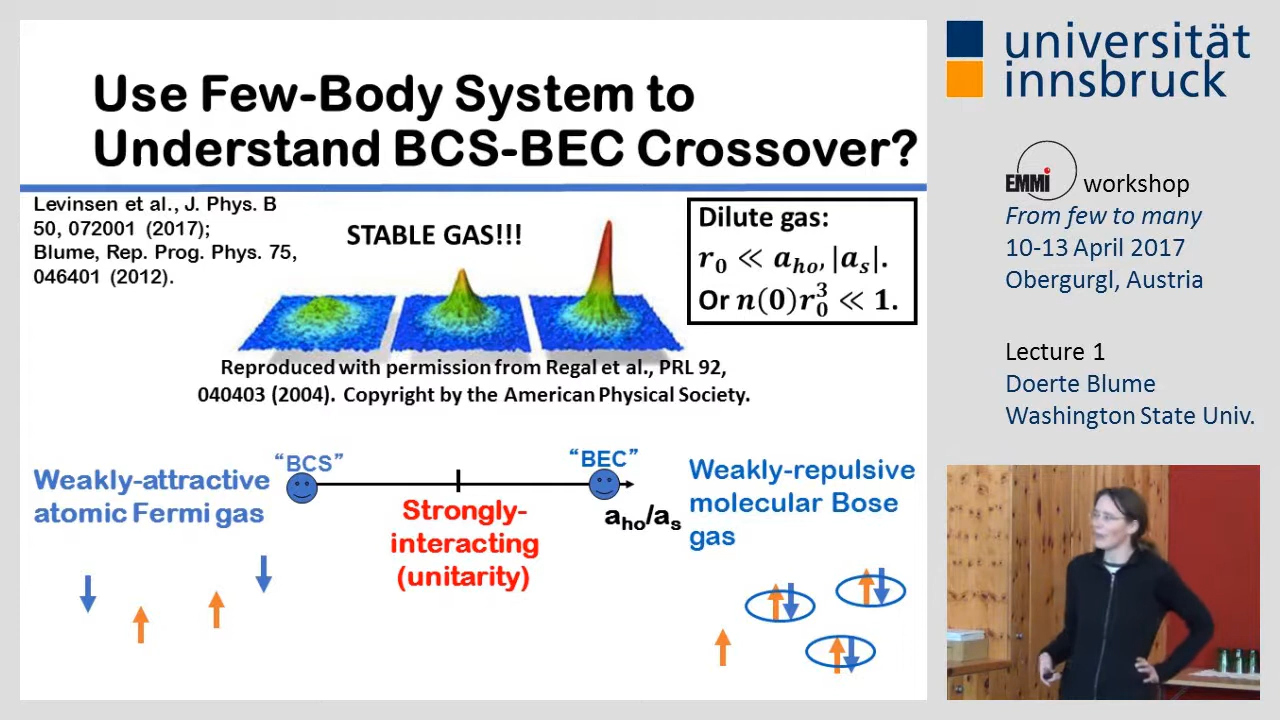 Use Few-Body System to
Understand BCS-BEC Crossover?
Levinsen et al., J. Phys. B
50, 072001 (2017);
Blume, Rep. Prog. Phys. 75,
046401 (2012).
STABLE GAS!!!
Dilute gas:
r₀ ≪ aₕₒ, |aₛ|.
Or n(0)r₀³ ≪ 1.
Reproduced with permission from Regal et al., PRL 92,
040403 (2004). Copyright by the American Physical Society.
Weakly-attractive
atomic Fermi gas
"BCS"
Strongly-
interacting
(unitarity)
"BEC"
aₕₒ/aₛ
Weakly-repulsive
molecular Bose
gas
universität
innsbruck
EMMi workshop
From few to many
10-13 April 2017
Obergurgl, Austria
Lecture 1
Doerte Blume
Washington State Univ.